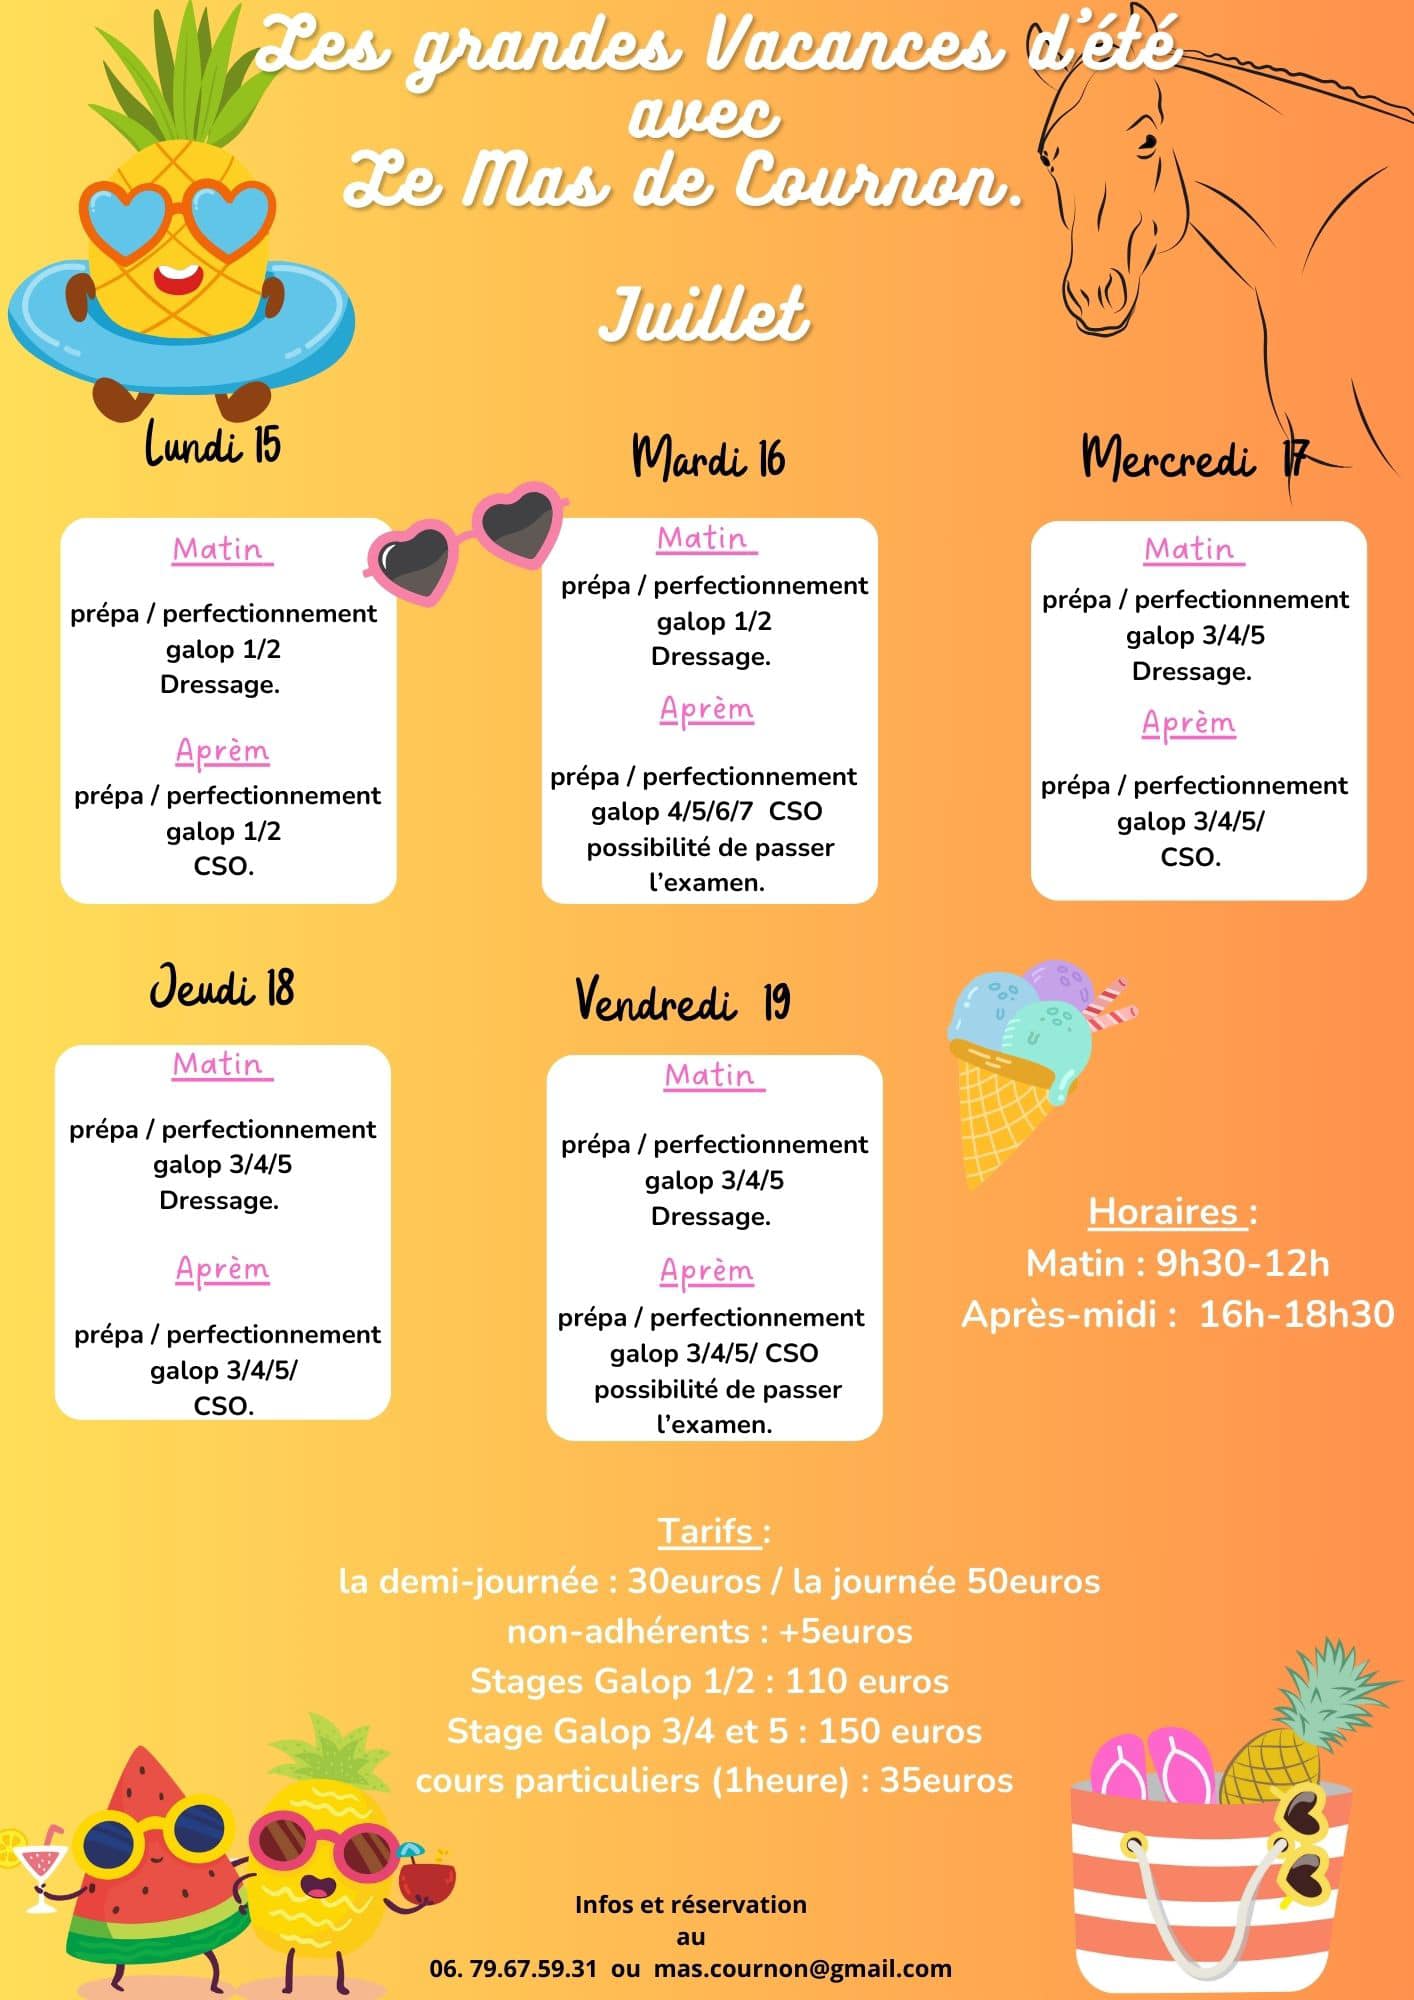 Les grandes Vacances d'été
avec
Le Mas de Cournon.
Juillet
Lundi 15
Matin
prépa / perfectionnement
galop 1/2
Dressage.
Aprèm
prépa / perfectionnement
galop 1/2
CSO.
Mardi 16
Matin
prépa / perfectionnement
galop 1/2
Dressage.
Aprèm
prépa / perfectionnement
galop 4/5/6/7 CSO
possibilité de passer
l'examen.
Mercredi 17
Matin
prépa / perfectionnement
galop 3/4/5
Dressage.
Aprèm
prépa / perfectionnement
galop 3/4/5/
CSO.
Jeudi 18
Matin
prépa / perfectionnement
galop 3/4/5
Dressage.
Aprèm
prépa / perfectionnement
galop 3/4/5/
CSO.
Vendredi 19
Matin
prépa / perfectionnement
galop 3/4/5
Dressage.
Aprèm
prépa / perfectionnement
galop 3/4/5/ CSO
possibilité de passer
l'examen.
Horaires :
Matin : 9h30-12h
Après-midi : 16h-18h30
Tarifs :
la demi-journée : 30euros / la journée 50euros
non-adhérents : +5euros
Stages Galop 1/2 : 110 euros
Stage Galop 3/4 et 5 : 150 euros
cours particuliers (1heure) : 35euros
Infos et réservation
au
06. 79.67.59.31 ou mas.cournon@gmail.com